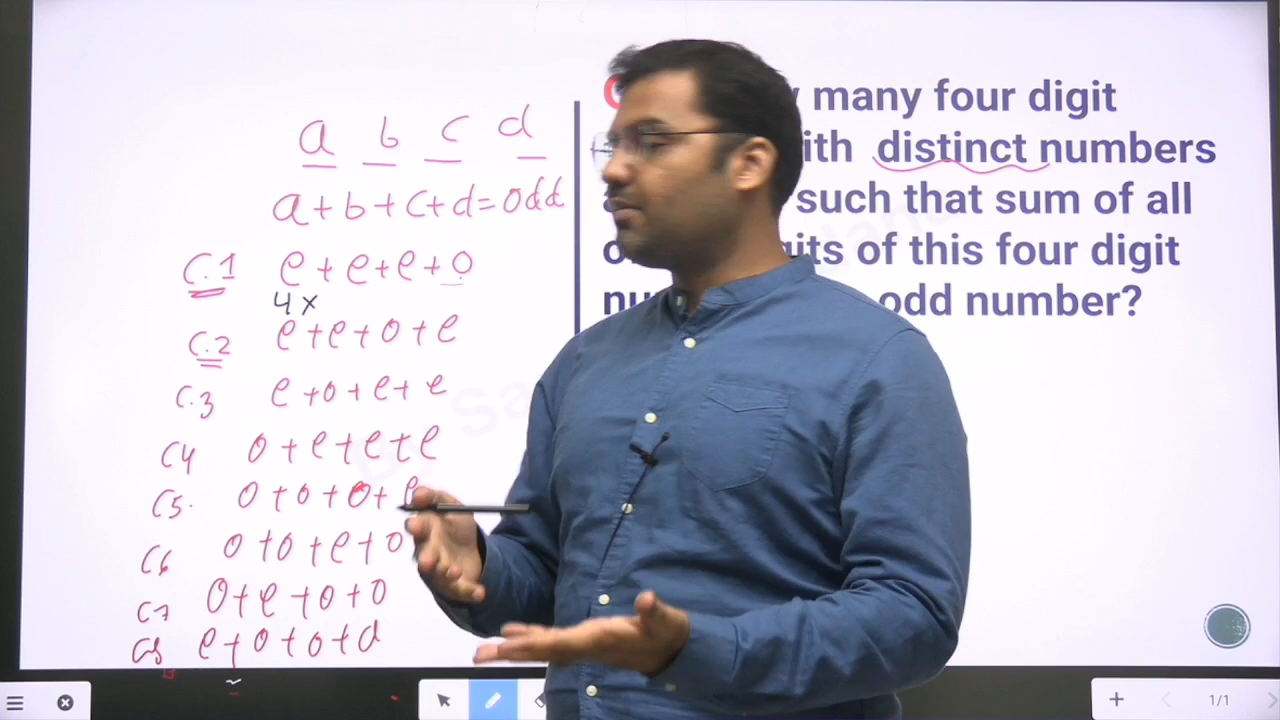 a b c d
a+b+c+d=odd
C.1 e+e+e+o
4x
C.2 e+e+o+e
C.3 e+o+e+e
C4 o+e+e+e
C5. o+o+o+e
C6 o+o+e+o
C7 o+e+o+o
C8 e+o+o+d
many four digit
distinct numbers
such that sum of all
of this four digit
odd number?
1/1